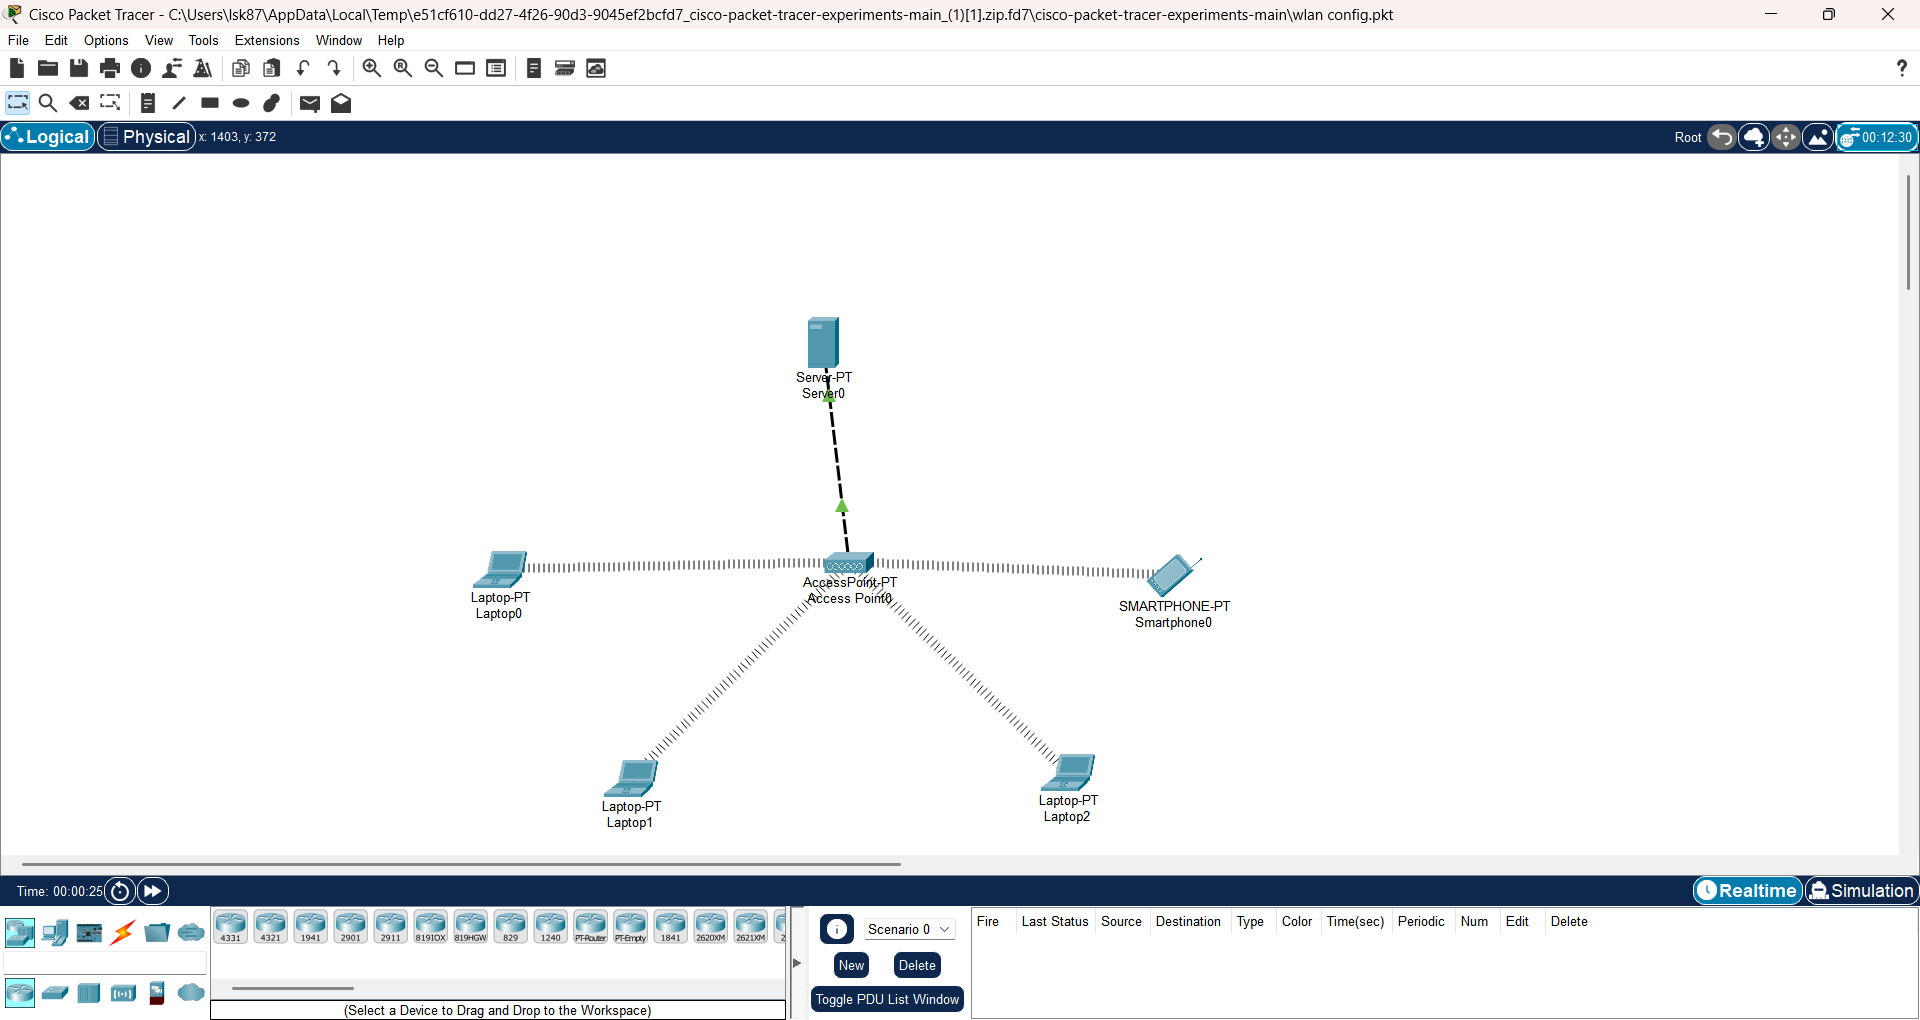 Cisco Packet Tracer - C:\Users\lsk87\AppData\Local\Temp\e51cf610-dd27-4f26-90d3-9045ef2bcfd7_cisco-packet-tracer-experiments-main_(1)[1].zip.fd7\cisco-packet-tracer-experiments-main\wlan config.pkt
File Edit Options View Tools Extensions Window Help
Logical Physical x: 1403, y: 372 Root 00:12:30
Server-PT
Server0
AccessPoint-PT
Access Point0
Laptop-PT
Laptop0
SMARTPHONE-PT
Smartphone0
Laptop-PT
Laptop1
Laptop-PT
Laptop2
Time: 00:00:25 Realtime Simulation
4331 4321 1941 2901 2911 819IOX 819HGW 829 1240 PT-Router PT-Empty 1841 2620XM 2621XM 2
(Select a Device to Drag and Drop to the Workspace)
Scenario 0
New Delete
Toggle PDU List Window
Fire Last Status Source Destination Type Color Time(sec) Periodic Num Edit Delete